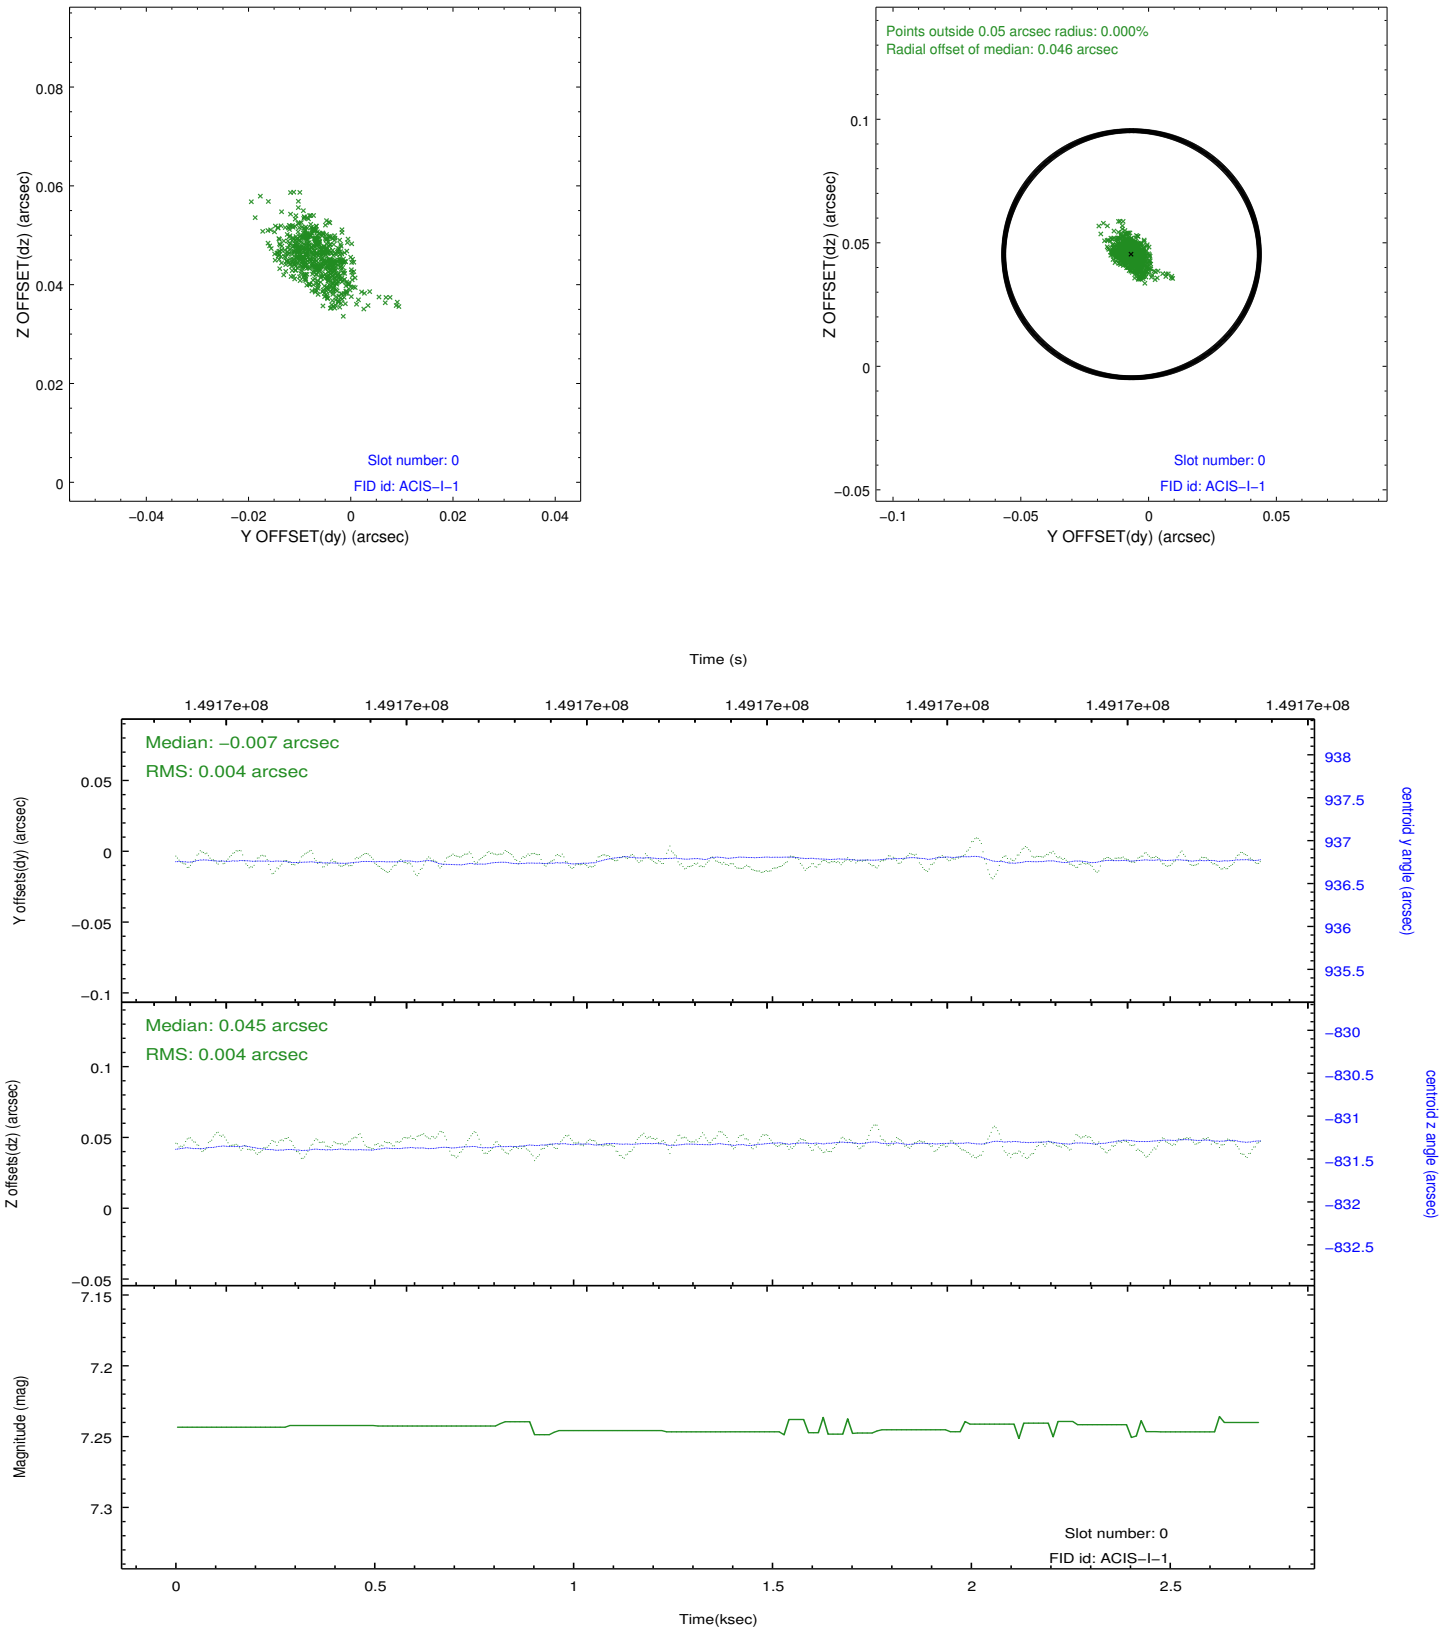 0.08
0.06
0.04
0.02
0
Z OFFSET(dz) (arcsec)
Slot number: 0
FID id: ACIS−I−1
−0.04
−0.02
0
0.02
0.04
Y OFFSET(dy) (arcsec)
Points outside 0.05 arcsec radius: 0.000%
Radial offset of median: 0.046 arcsec
0.1
0.05
0
−0.05
Z OFFSET(dz) (arcsec)
Slot number: 0
FID id: ACIS−I−1
−0.1
−0.05
0
0.05
Y OFFSET(dy) (arcsec)
Time (s)
1.4917e+08
1.4917e+08
1.4917e+08
1.4917e+08
1.4917e+08
1.4917e+08
1.4917e+08
Median: −0.007 arcsec
RMS: 0.004 arcsec
0.05
0
−0.05
−0.1
Y offsets(dy) (arcsec)
938
937.5
937
936.5
936
935.5
centroid y angle (arcsec)
Median: 0.045 arcsec
RMS: 0.004 arcsec
0.1
0.05
0
−0.05
Z offsets(dz) (arcsec)
−830
−830.5
−831
−831.5
−832
−832.5
centroid z angle (arcsec)
7.15
7.2
7.25
7.3
Magnitude (mag)
Slot number: 0
FID id: ACIS−I−1
0
0.5
1
1.5
2
2.5
Time(ksec)